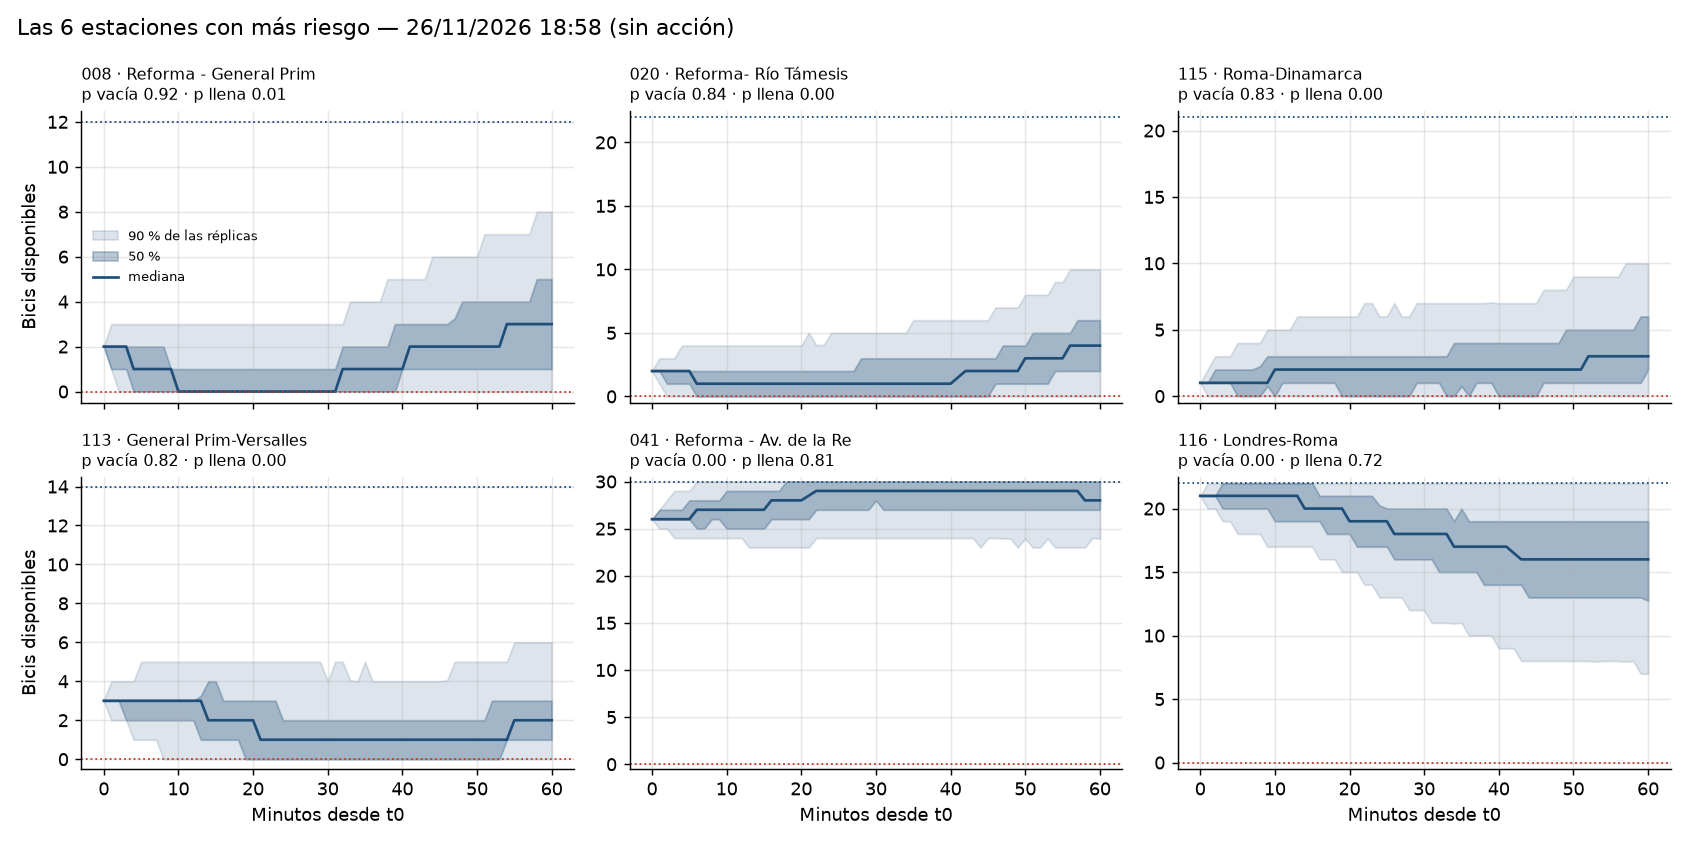 Las 6 estaciones con más riesgo — 26/11/2026 18:58 (sin acción)
008 · Reforma - General Prim
p vacía 0.92 · p llena 0.01
12
10
8
6
4
2
0
Bicis disponibles
90 % de las réplicas
50 %
mediana
020 · Reforma- Río Támesis
p vacía 0.84 · p llena 0.00
20
15
10
5
0
115 · Roma-Dinamarca
p vacía 0.83 · p llena 0.00
20
15
10
5
0
113 · General Prim-Versalles
p vacía 0.82 · p llena 0.00
14
12
10
8
6
4
2
0
Bicis disponibles
0 10 20 30 40 50 60
Minutos desde t0
041 · Reforma - Av. de la Re
p vacía 0.00 · p llena 0.81
30
25
20
15
10
5
0
0 10 20 30 40 50 60
Minutos desde t0
116 · Londres-Roma
p vacía 0.00 · p llena 0.72
20
15
10
5
0
0 10 20 30 40 50 60
Minutos desde t0